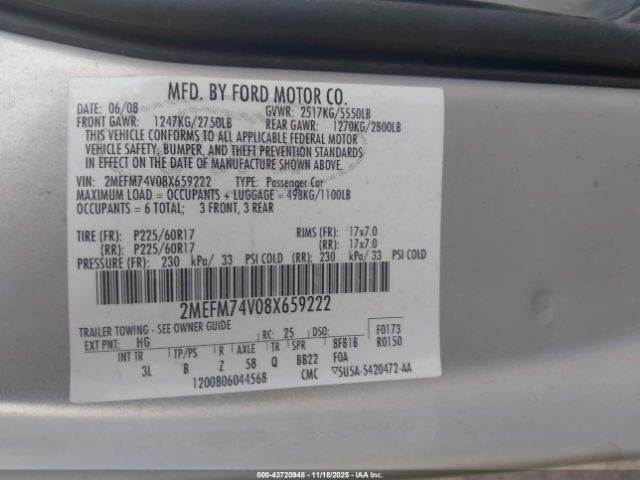 MFD. BY FORD MOTOR CO.
DATE: 06/08 GVWR: 2517KG/5550LB
FRONT GAWR: 1247KG/2750LB REAR GAWR: 1270KG/2800LB
THIS VEHICLE CONFORMS TO ALL APPLICABLE FEDERAL MOTOR
VEHICLE SAFETY, BUMPER, AND THEFT PREVENTION STANDARDS
IN EFFECT ON THE DATE OF MANUFACTURE SHOWN ABOVE.
VIN: 2MEFM74V08X659222 TYPE: Passenger Car
MAXIMUM LOAD = OCCUPANTS + LUGGAGE = 498KG/1100LB
OCCUPANTS = 6 TOTAL; 3 FRONT, 3 REAR
TIRE (FR): P225/60R17 RIMS (FR): 17x7.0
(RR): P225/60R17 (RR): 17x7.0
PRESSURE (FR): 230 kPa/ 33 PSI COLD (RR): 230 kPa/ 33 PSI COLD
2MEFM74V08X659222
TRAILER TOWING - SEE OWNER GUIDE
EXT PNT: HG RC: 25 DSO: F0173
INT TR TP/PS R AXLE TR SPR 8FB1B R0150
3L B Z 58 Q BB22 F0A
1200806044568 CMC ▽5U5A-5420472-AA
000-43720948 - 11/18/2025 - IAAI.com